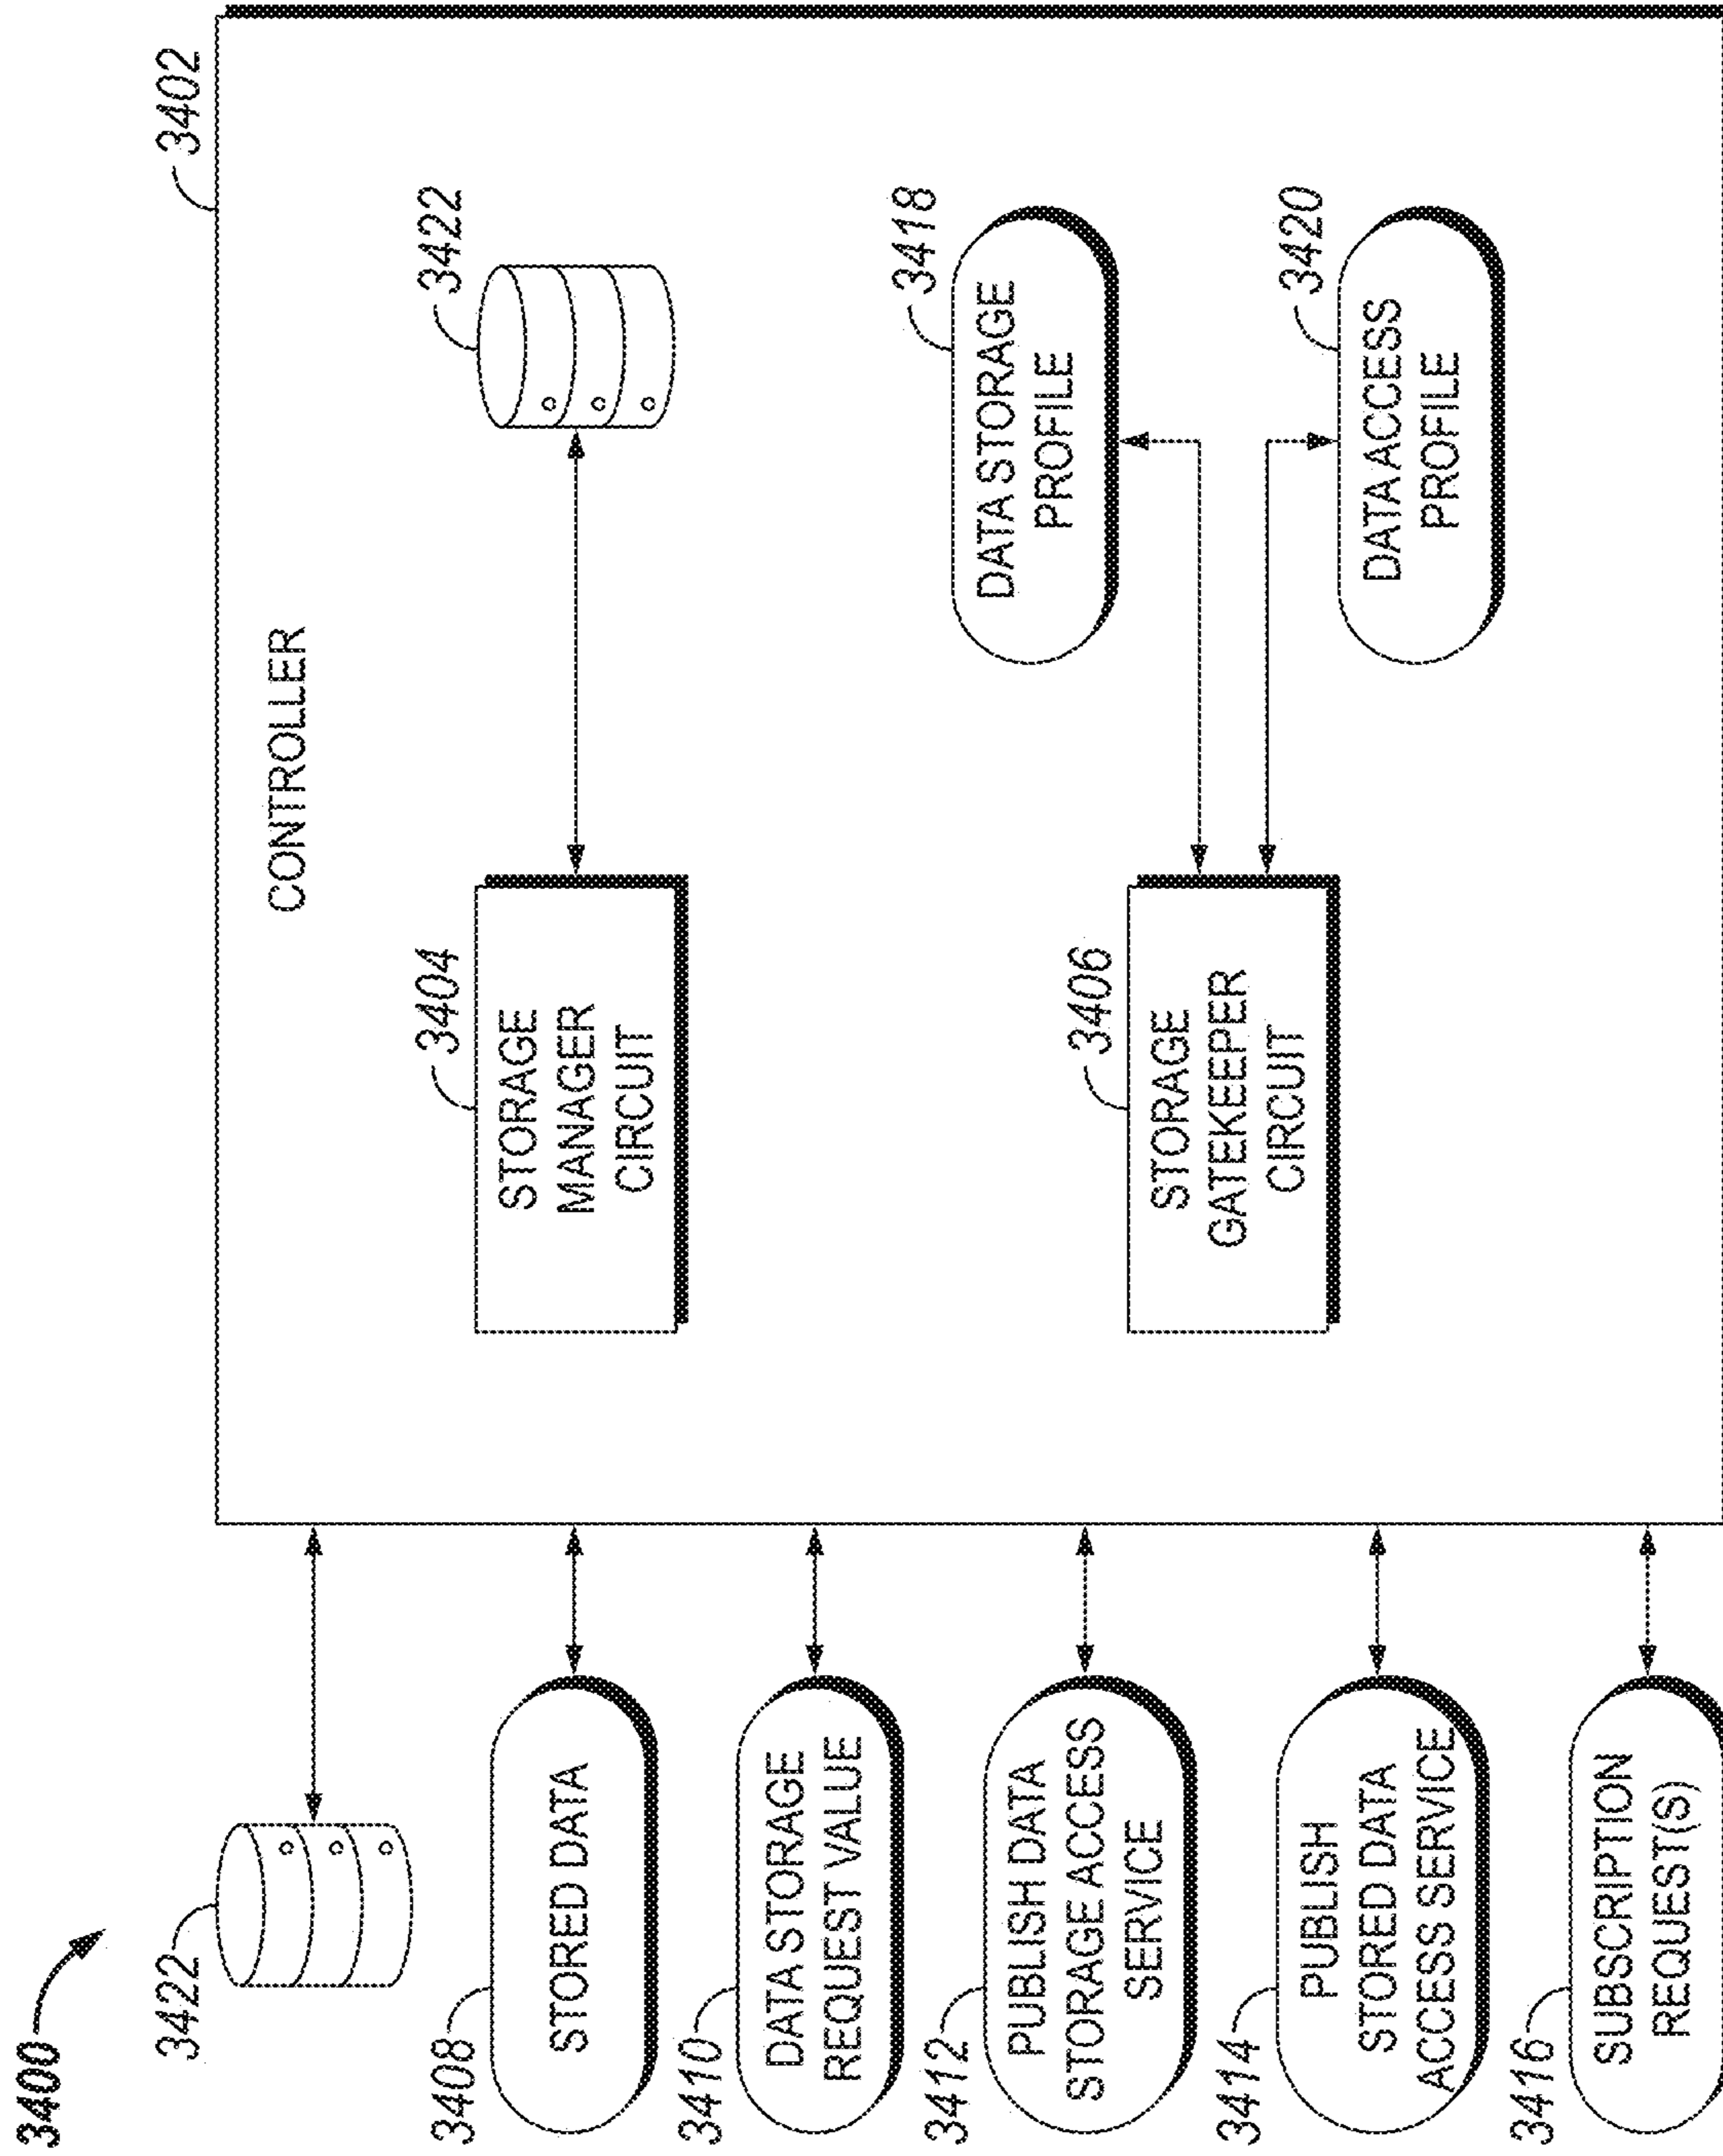 3400
3422
3402
CONTROLLER
3404
STORAGE
MANAGER
CIRCUIT
3422
3408
STORED DATA
3410
DATA STORAGE
REQUEST VALUE
3412
PUBLISH DATA
STORAGE ACCESS
SERVICE
3414
PUBLISH
STORED DATA
ACCESS SERVICE
3416
SUBSCRIPTION
REQUEST(S)
3406
STORAGE
GATEKEEPER
CIRCUIT
3418
DATA STORAGE
PROFILE
3420
DATA ACCESS
PROFILE